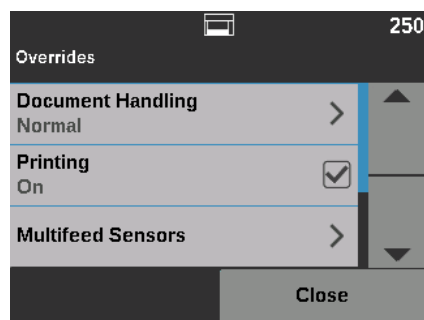 250
Overrides
Document Handling
Normal
Printing
On
Multifeed Sensors
Close